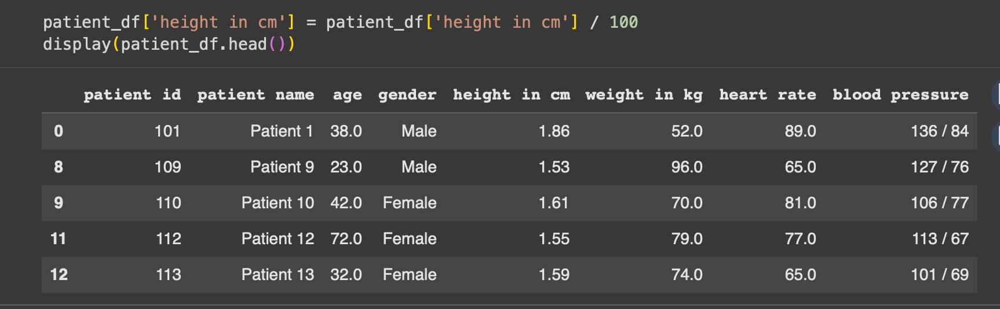 patient_df['height in cm'] = patient_df['height in cm'] / 100
display(patient_df.head())
patient id patient name age gender height in cm weight in kg heart rate blood pressure
0 101 Patient 1 38.0 Male 1.86 52.0 89.0 136 / 84
8 109 Patient 9 23.0 Male 1.53 96.0 65.0 127 / 76
9 110 Patient 10 42.0 Female 1.61 70.0 81.0 106 / 77
11 112 Patient 12 72.0 Female 1.55 79.0 77.0 113 / 67
12 113 Patient 13 32.0 Female 1.59 74.0 65.0 101 / 69